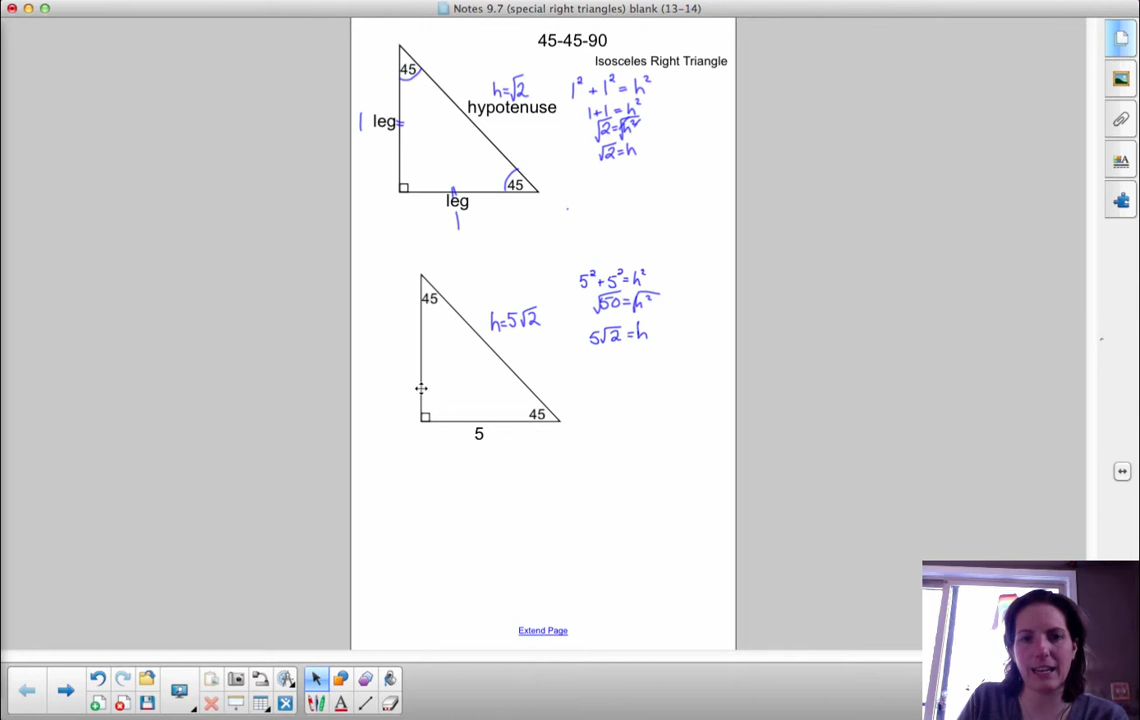 Notes 9.7 (special right triangles) blank (13-14)
45-45-90
Isosceles Right Triangle
45
h=√2
1² + 1² = h²
hypotenuse
1+1 = h²
1 leg
√2=√h²
√2=h
45
leg
1
5²+5²=h²
45
√50=√h²
h=5√2
5√2=h
45
5
Extend Page